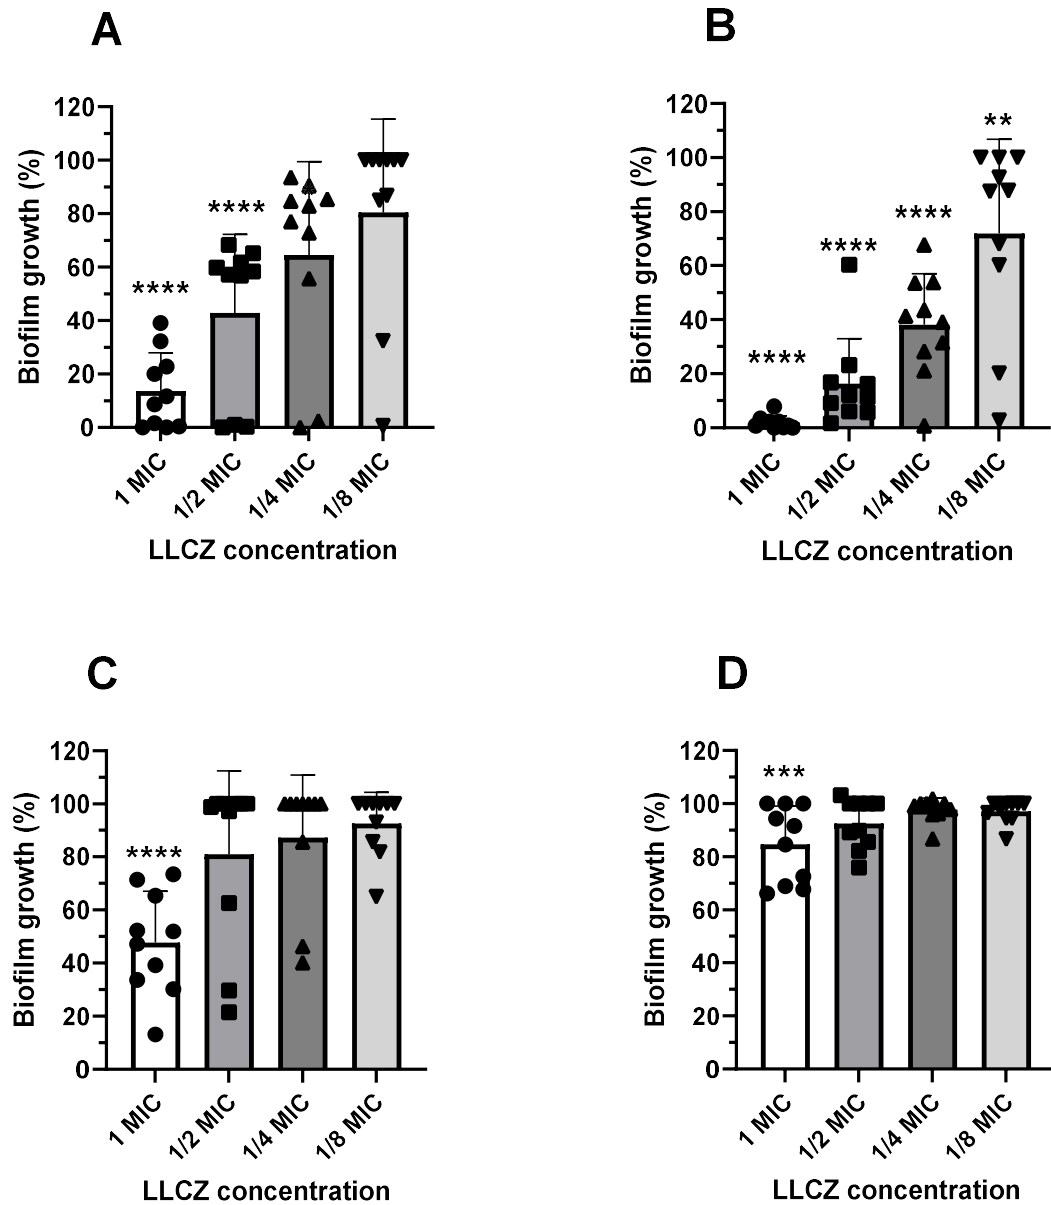 A
Biofilm growth (%)
120
100
80
60
40
20
0
****
****
1 MIC
1/2 MIC
1/4 MIC
1/8 MIC
LLCZ concentration
B
Biofilm growth (%)
120
100
80
60
40
20
0
****
****
****
**
1 MIC
1/2 MIC
1/4 MIC
1/8 MIC
LLCZ concentration
C
Biofilm growth (%)
120
100
80
60
40
20
0
****
1 MIC
1/2 MIC
1/4 MIC
1/8 MIC
LLCZ concentration
D
Biofilm growth (%)
120
100
80
60
40
20
0
***
1 MIC
1/2 MIC
1/4 MIC
1/8 MIC
LLCZ concentration